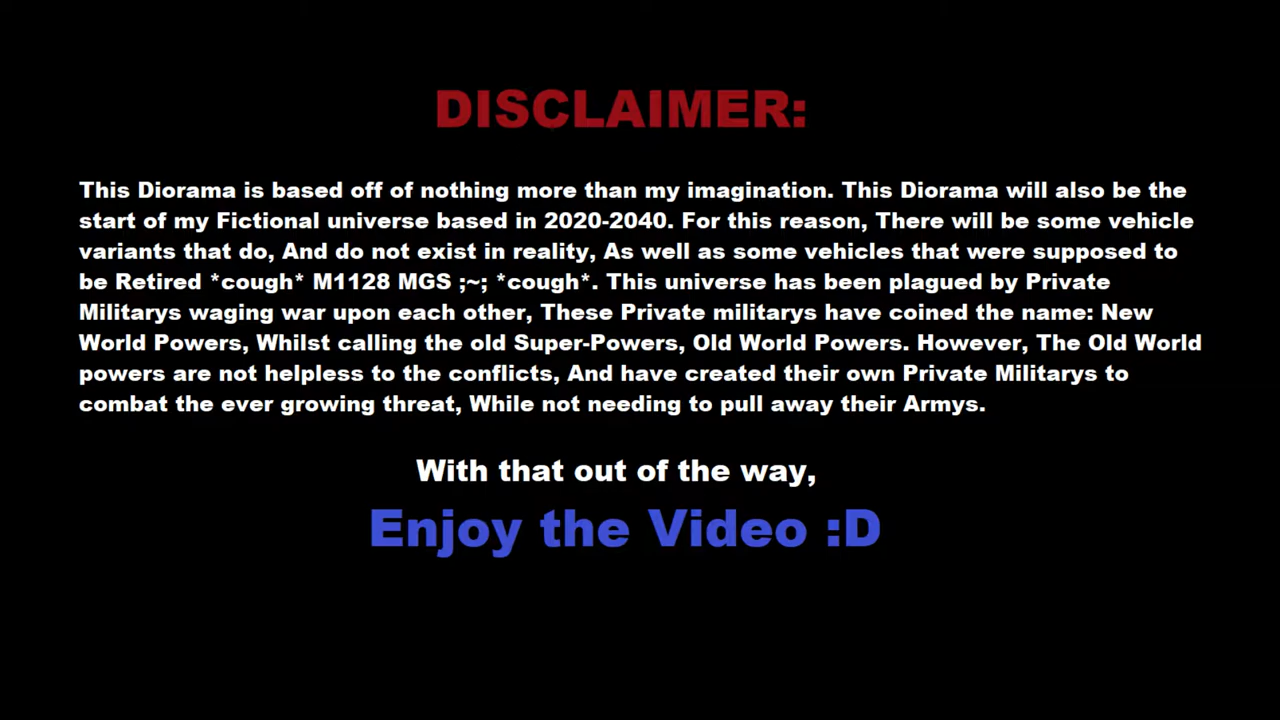 DISCLAIMER:
This Diorama is based off of nothing more than my imagination. This Diorama will also be the
start of my Fictional universe based in 2020-2040. For this reason, There will be some vehicle
variants that do, And do not exist in reality, As well as some vehicles that were supposed to
be Retired *cough* M1128 MGS ;~; *cough*. This universe has been plagued by Private
Militarys waging war upon each other, These Private militarys have coined the name: New
World Powers, Whilst calling the old Super-Powers, Old World Powers. However, The Old World
powers are not helpless to the conflicts, And have created their own Private Militarys to
combat the ever growing threat, While not needing to pull away their Armys.
With that out of the way,
Enjoy the Video :D